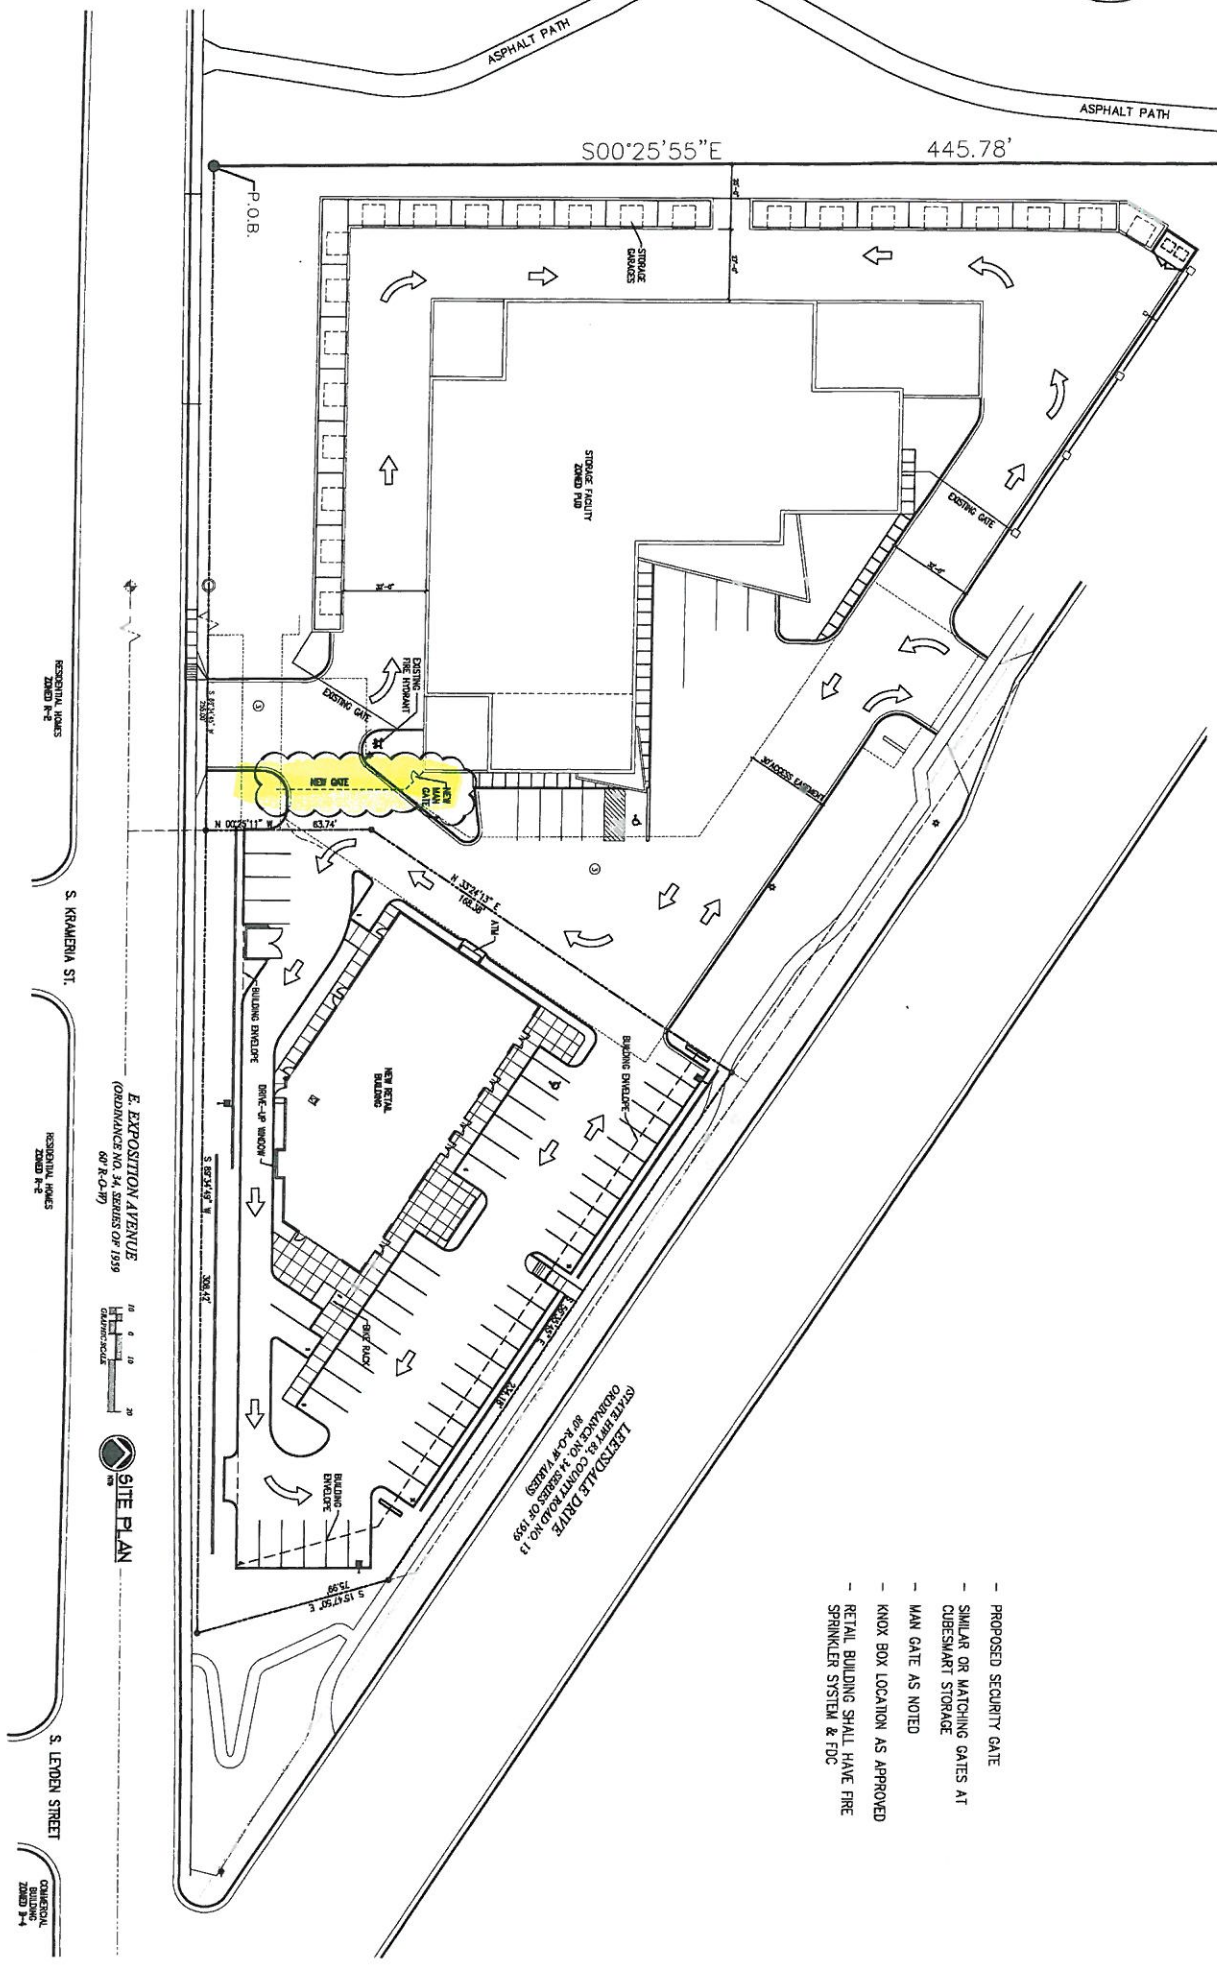 ASPHALT PATH
ASPHALT PATH
S00°25'55"E
445.78'
P.O.B.
STORAGE
GARAGES
STORAGE FACILITY
ZONED PUD
EXISTING GATE
EXISTING
FIRE HYDRANT
EXISTING GATE
NEW GATE
NEW
MAN
GATE
30' ACCESS EASEMENT
N 00°25'11" W
63.74'
N 33°24'13" E
168.38'
ATM
BUILDING ENVELOPE
NEW RETAIL
BUILDING
DRIVE-UP WINDOW
BUILDING ENVELOPE
BIKE RACK
BUILDING
ENVELOPE
S 89°34'49" W
308.42'
S 15°47'50" E
75.99'
RESIDENTIAL HOMES
ZONED R-2
S. KRAMERIA ST.
RESIDENTIAL HOMES
ZONED R-2
E. EXPOSITION AVENUE
(ORDINANCE NO. 34, SERIES OF 1959
60' R-O-W)
10 0 10 20
GRAPHIC SCALE
SITE PLAN
S. LEYDEN STREET
COMMERCIAL
BUILDING
ZONED B-4
LEETSDALE DRIVE
(STATE HWY 83, COUNTY ROAD NO. 13
ORDINANCE NO. 34 SERIES OF 1959
80' R-O-W VARIES)
- PROPOSED SECURITY GATE
- SIMILAR OR MATCHING GATES AT
CUBESMART STORAGE
- MAN GATE AS NOTED
- KNOX BOX LOCATION AS APPROVED
- RETAIL BUILDING SHALL HAVE FIRE
SPRINKLER SYSTEM & FDC